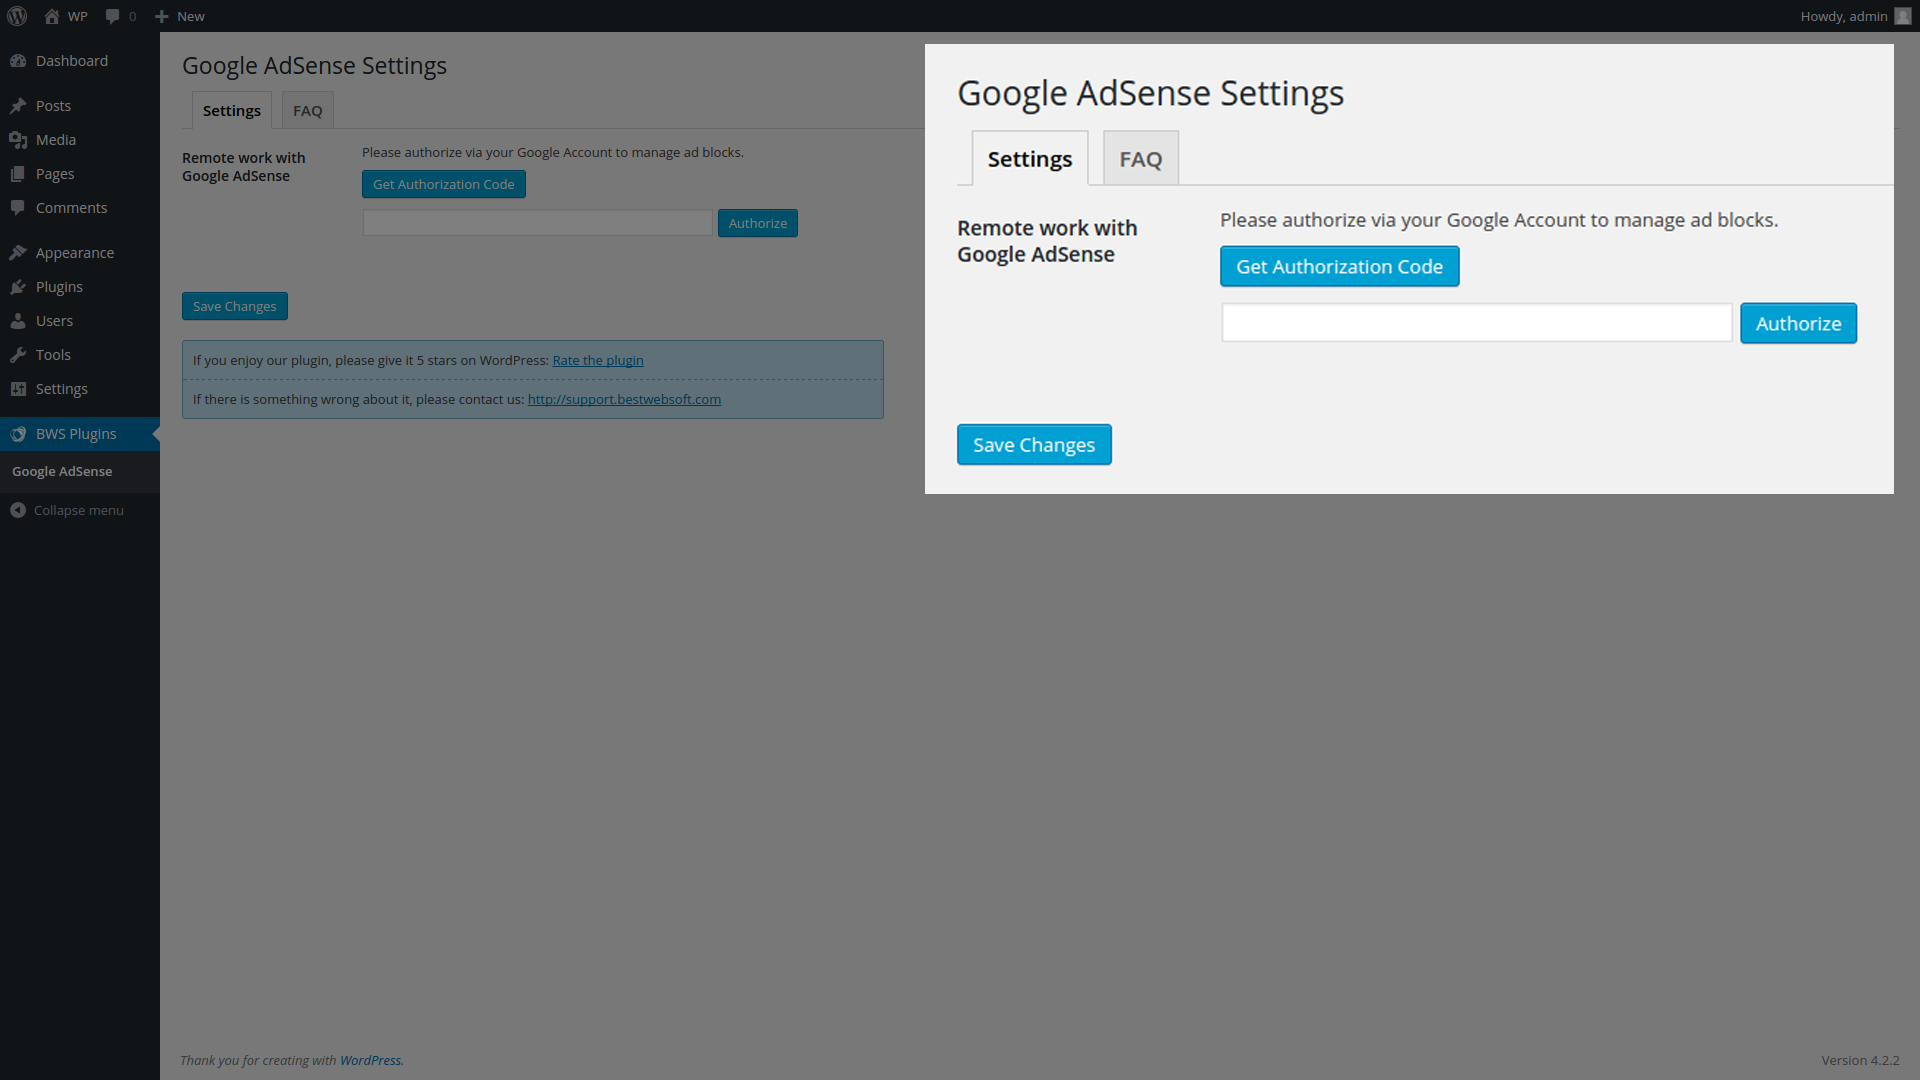 WP 0 New Howdy, admin
Dashboard
Posts
Media
Pages
Comments
Appearance
Plugins
Users
Tools
Settings
BWS Plugins
Google AdSense
Collapse menu
Google AdSense Settings
Settings FAQ
Remote work with
Google AdSense
Please authorize via your Google Account to manage ad blocks.
Get Authorization Code
Authorize
Save Changes
If you enjoy our plugin, please give it 5 stars on WordPress: Rate the plugin
If there is something wrong about it, please contact us: http://support.bestwebsoft.com
Google AdSense Settings
Settings FAQ
Remote work with
Google AdSense
Please authorize via your Google Account to manage ad blocks.
Get Authorization Code
Authorize
Save Changes
Thank you for creating with WordPress. Version 4.2.2